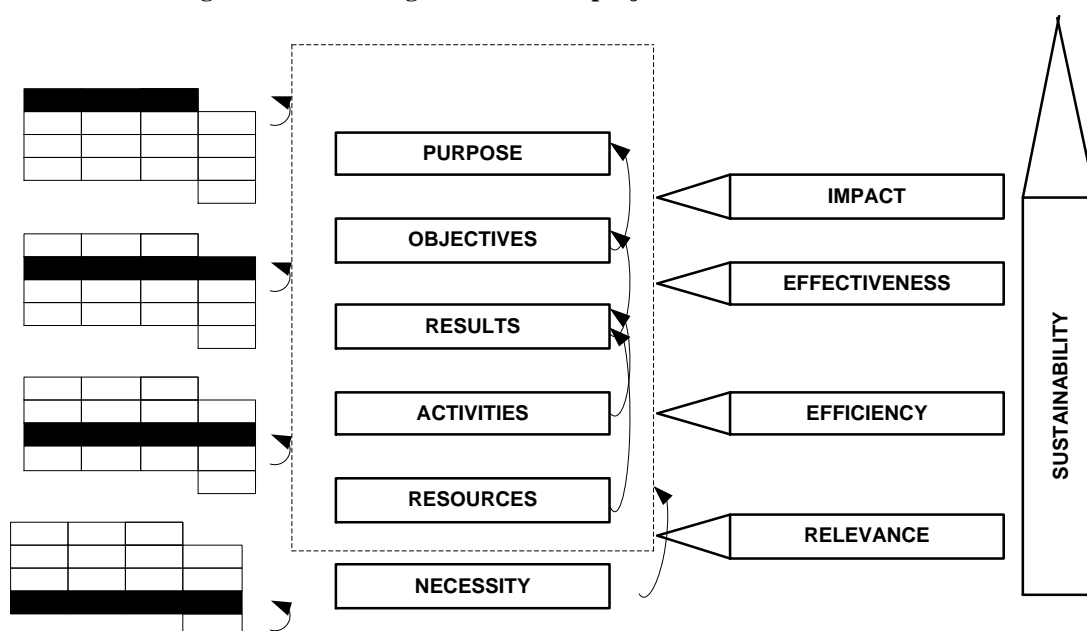 PURPOSE
IMPACT
OBJECTIVES
EFFECTIVENESS
RESULTS
ACTIVITIES
EFFICIENCY
RESOURCES
RELEVANCE
NECESSITY
SUSTAINABILITY